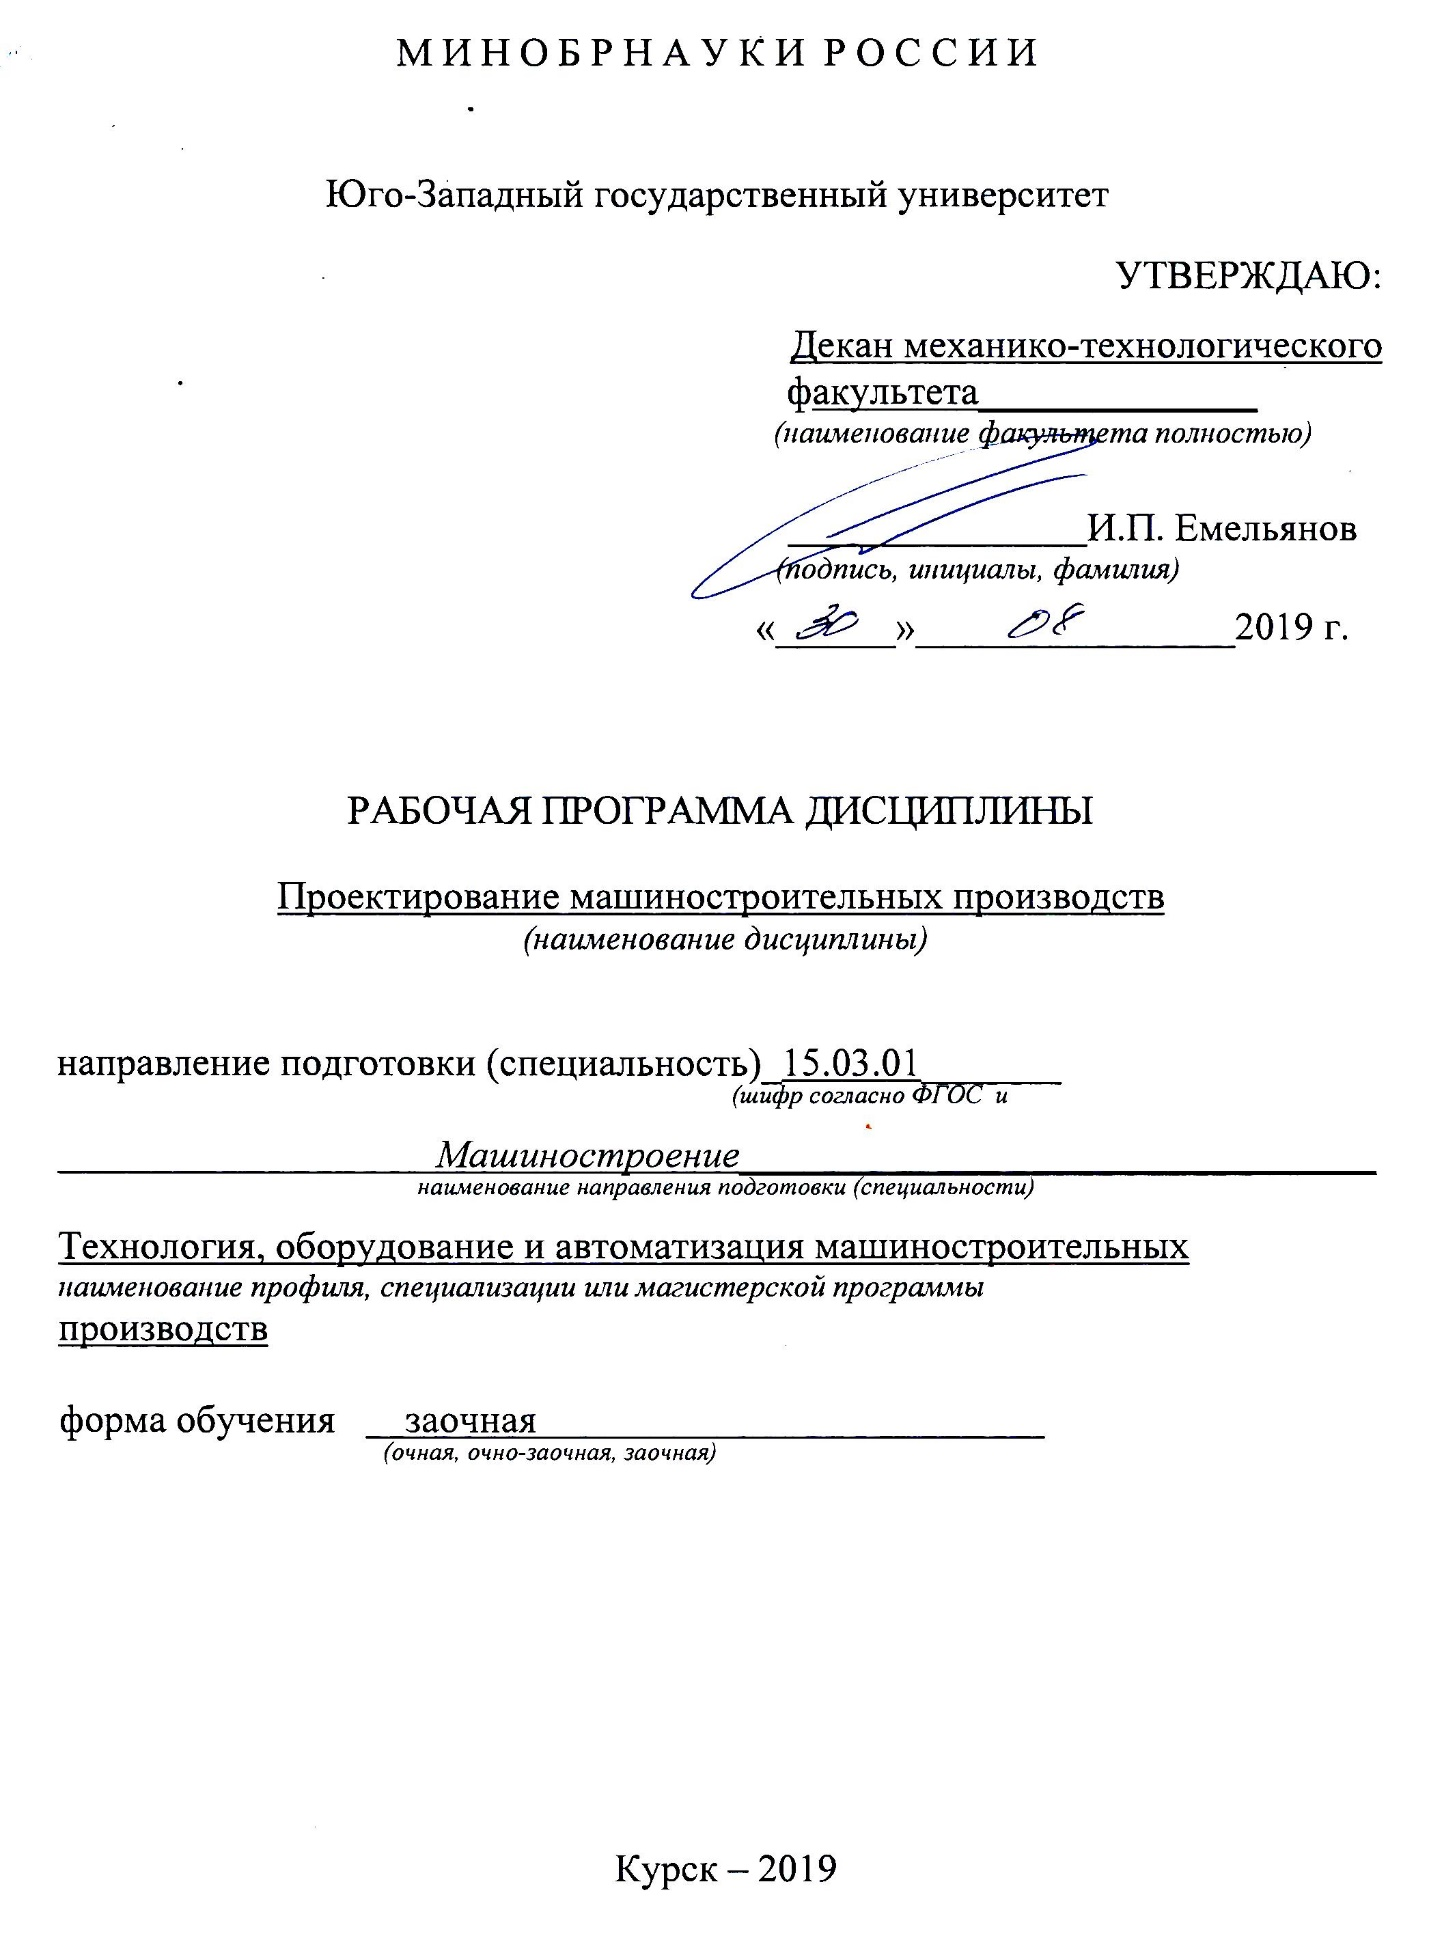 МИНОБРНАУКИ РОССИИ
Юго-Западный государственный университет
УТВЕРЖДАЮ:
Декан механико-технологического
факультета
(наименование факультета полностью)
И.П. Емельянов
(подпись, инициалы, фамилия)
«30» 08 2019 г.
РАБОЧАЯ ПРОГРАММА ДИСЦИПЛИНЫ
Проектирование машиностроительных производств
(наименование дисциплины)
направление подготовки (специальность) 15.03.01
(шифр согласно ФГОС и
Машиностроение
наименование направления подготовки (специальности)
Технология, оборудование и автоматизация машиностроительных
наименование профиля, специализации или магистерской программы
производств
форма обучения заочная
(очная, очно-заочная, заочная)
Курск – 2019